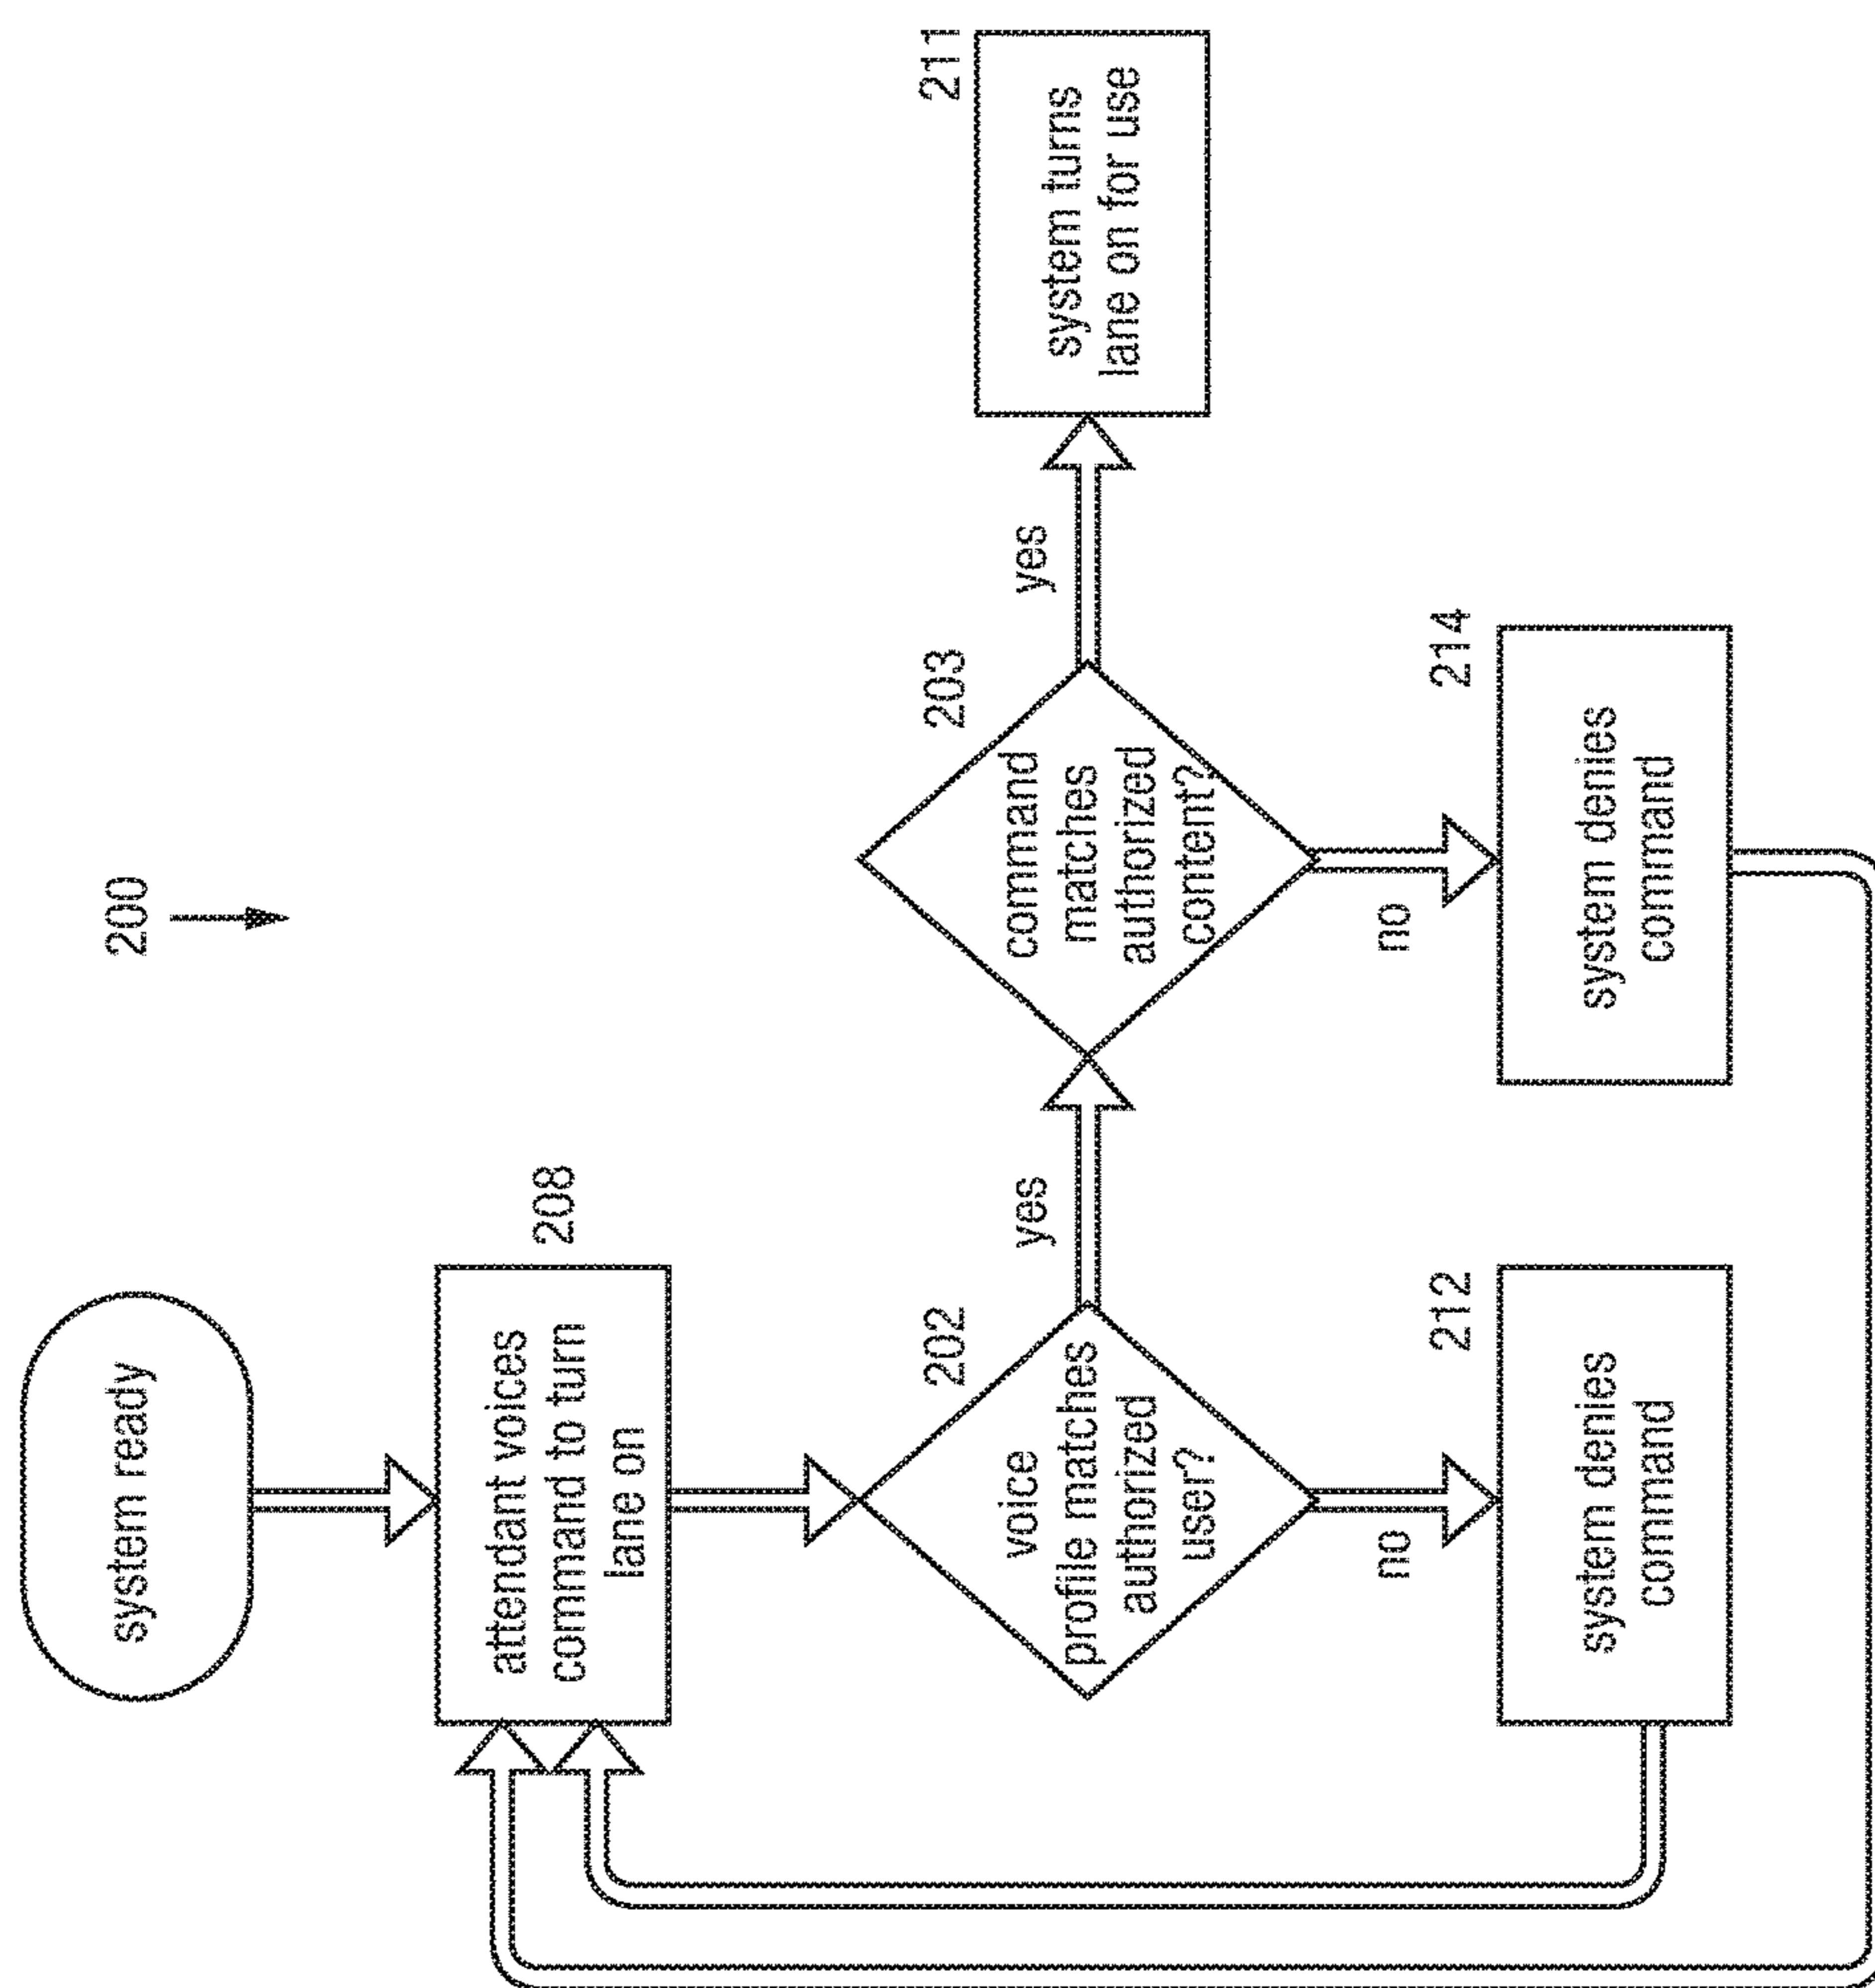 200
system ready
208
attendant voices
command to turn
lane on
202
voice
profile matches
authorized
user?
yes
no
212
system denies
command
203
command
matches
authorized
content?
yes
no
214
system denies
command
211
system turns
lane on for use